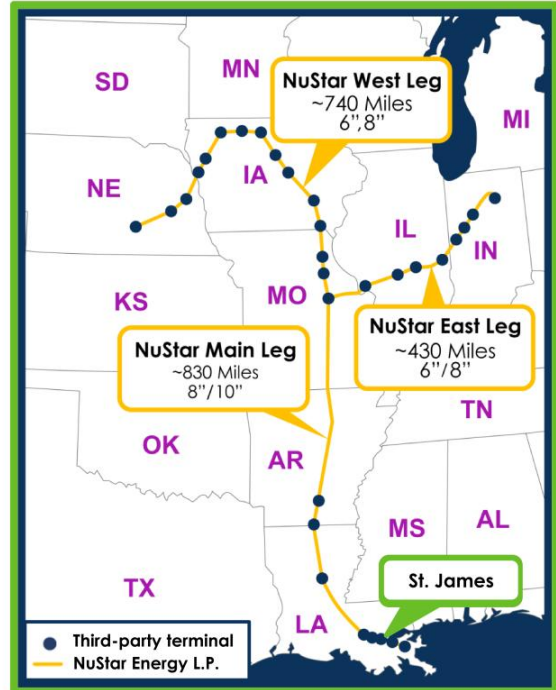 SD
MN
NuStar West Leg
~740 Miles
6”,8”
MI
NE
IA
IL
IN
KS
MO
NuStar Main Leg
~830 Miles
8”/10”
NuStar East Leg
~430 Miles
6”/8”
TN
OK
AR
MS
AL
TX
LA
St. James
Third-party terminal
NuStar Energy L.P.